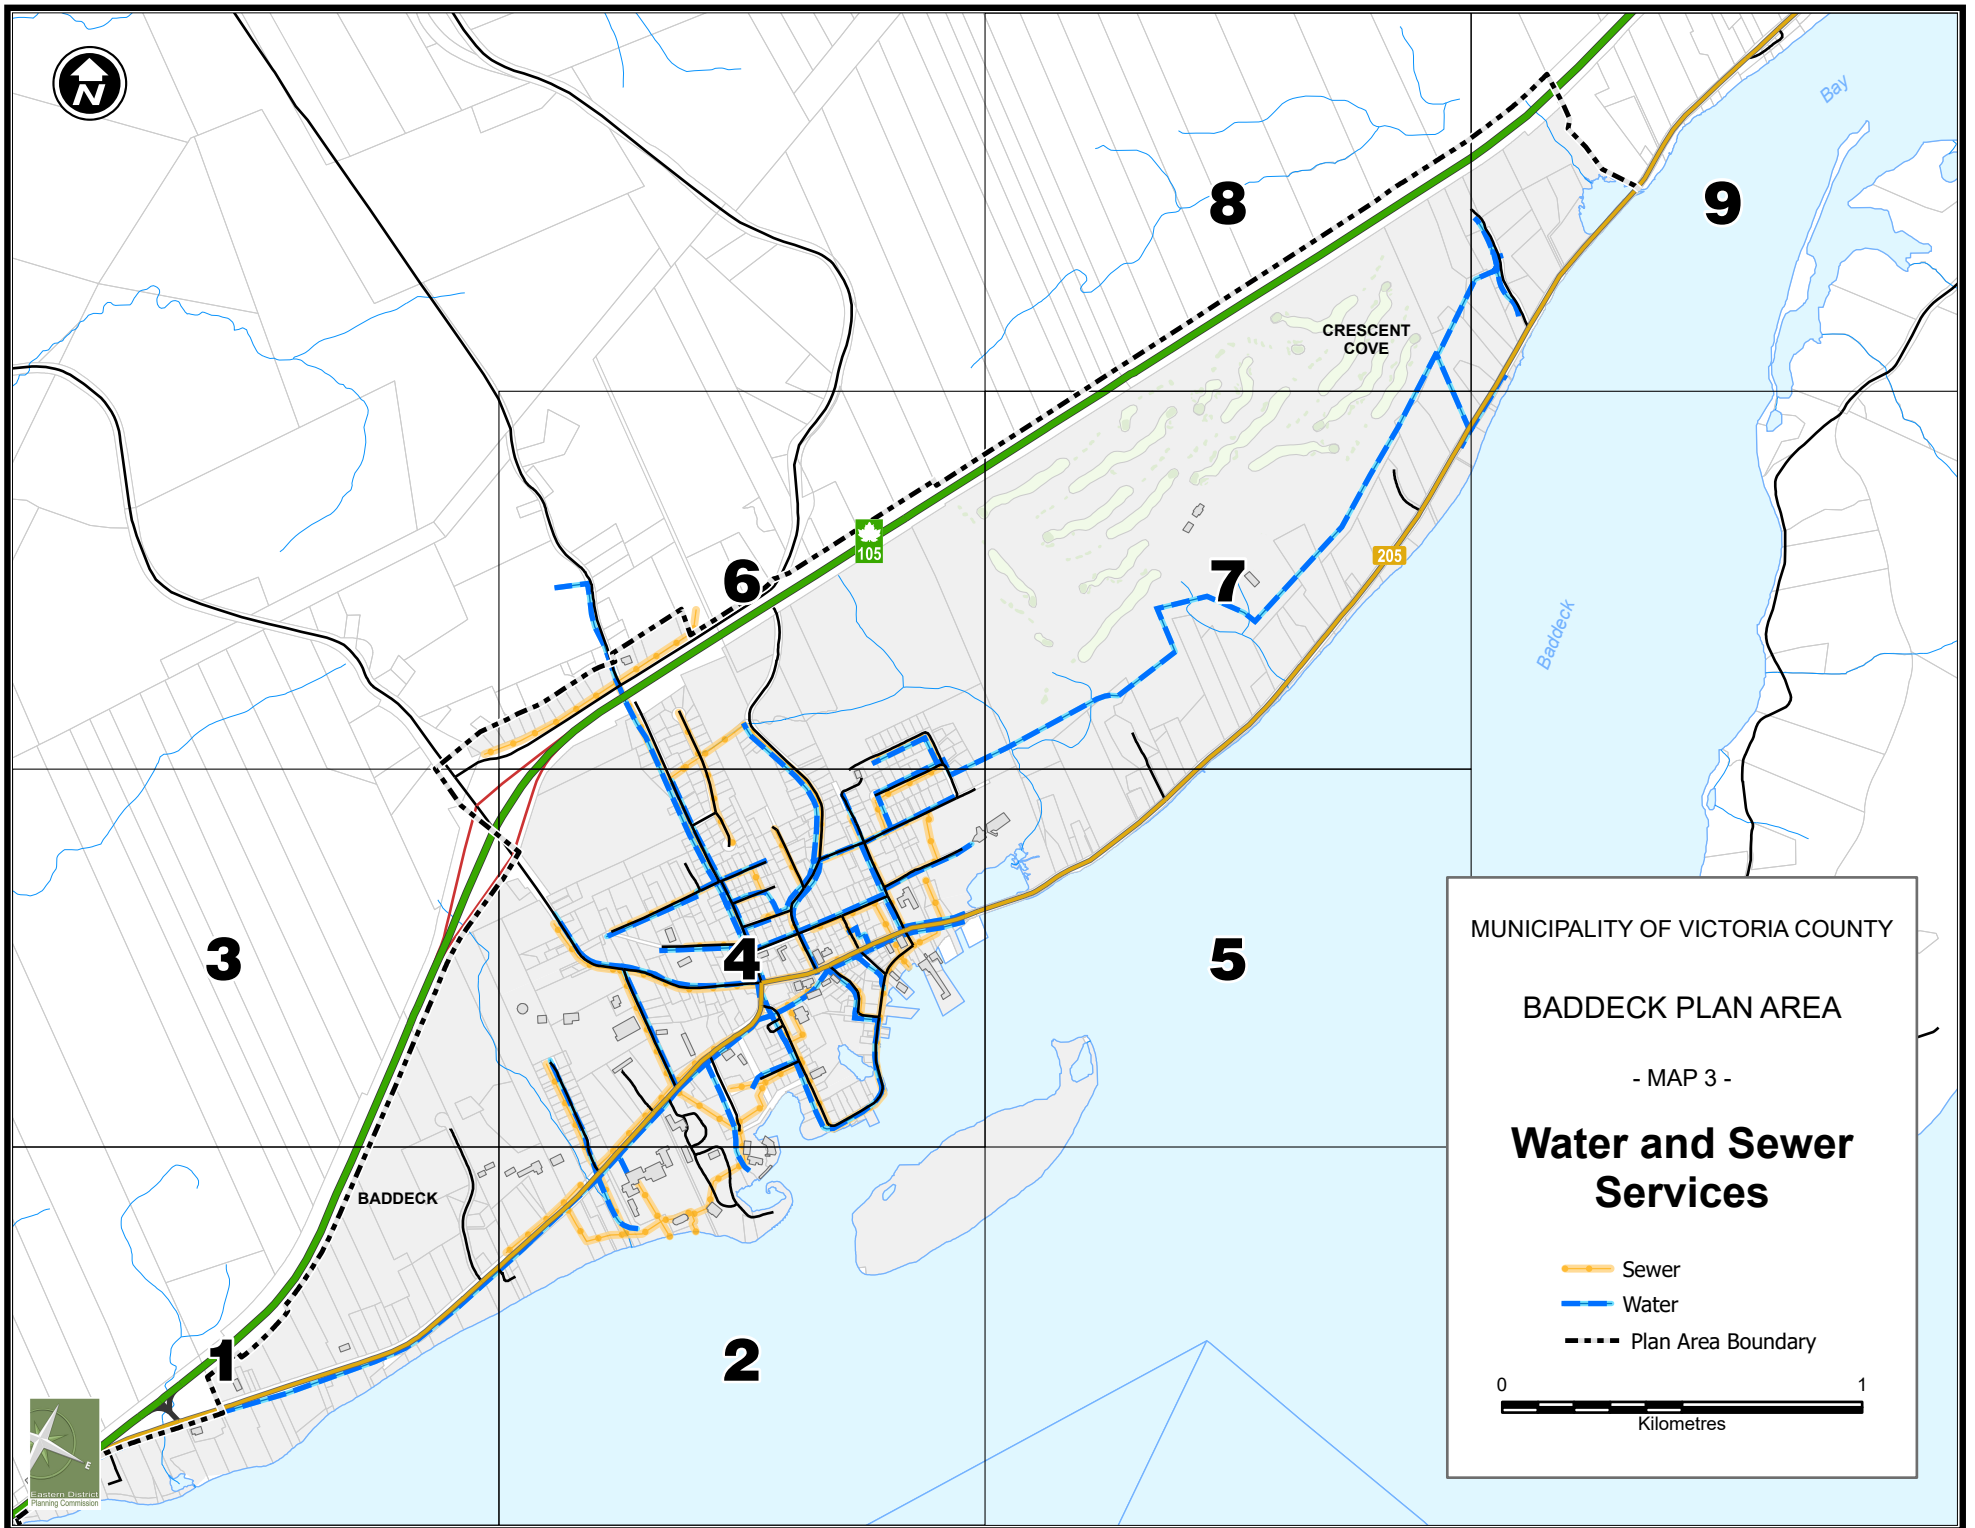 N
Bay
8
9
CRESCENT
COVE
105
205
6
7
Baddeck
3
4
5
BADDECK
1
2
E
Eastern District
Planning Commission
MUNICIPALITY OF VICTORIA COUNTY
BADDECK PLAN AREA
- MAP 3 -
Water and Sewer
Services
Sewer
Water
Plan Area Boundary
0 1
Kilometres